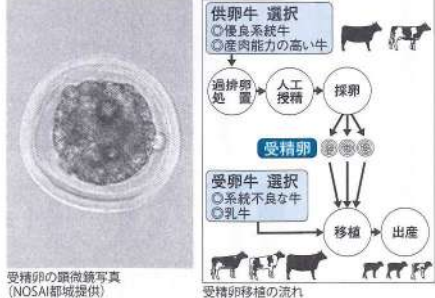 供卵牛 選択
◎優良系統牛
◎産肉能力の高い牛
過排卵
処 置
人工
授精
採卵
受精卵
受卵牛 選択
◎系統不良な牛
◎乳牛
移植
出産
受精卵の顕微鏡写真
(NOSAI都城提供)
受精卵移植の流れ